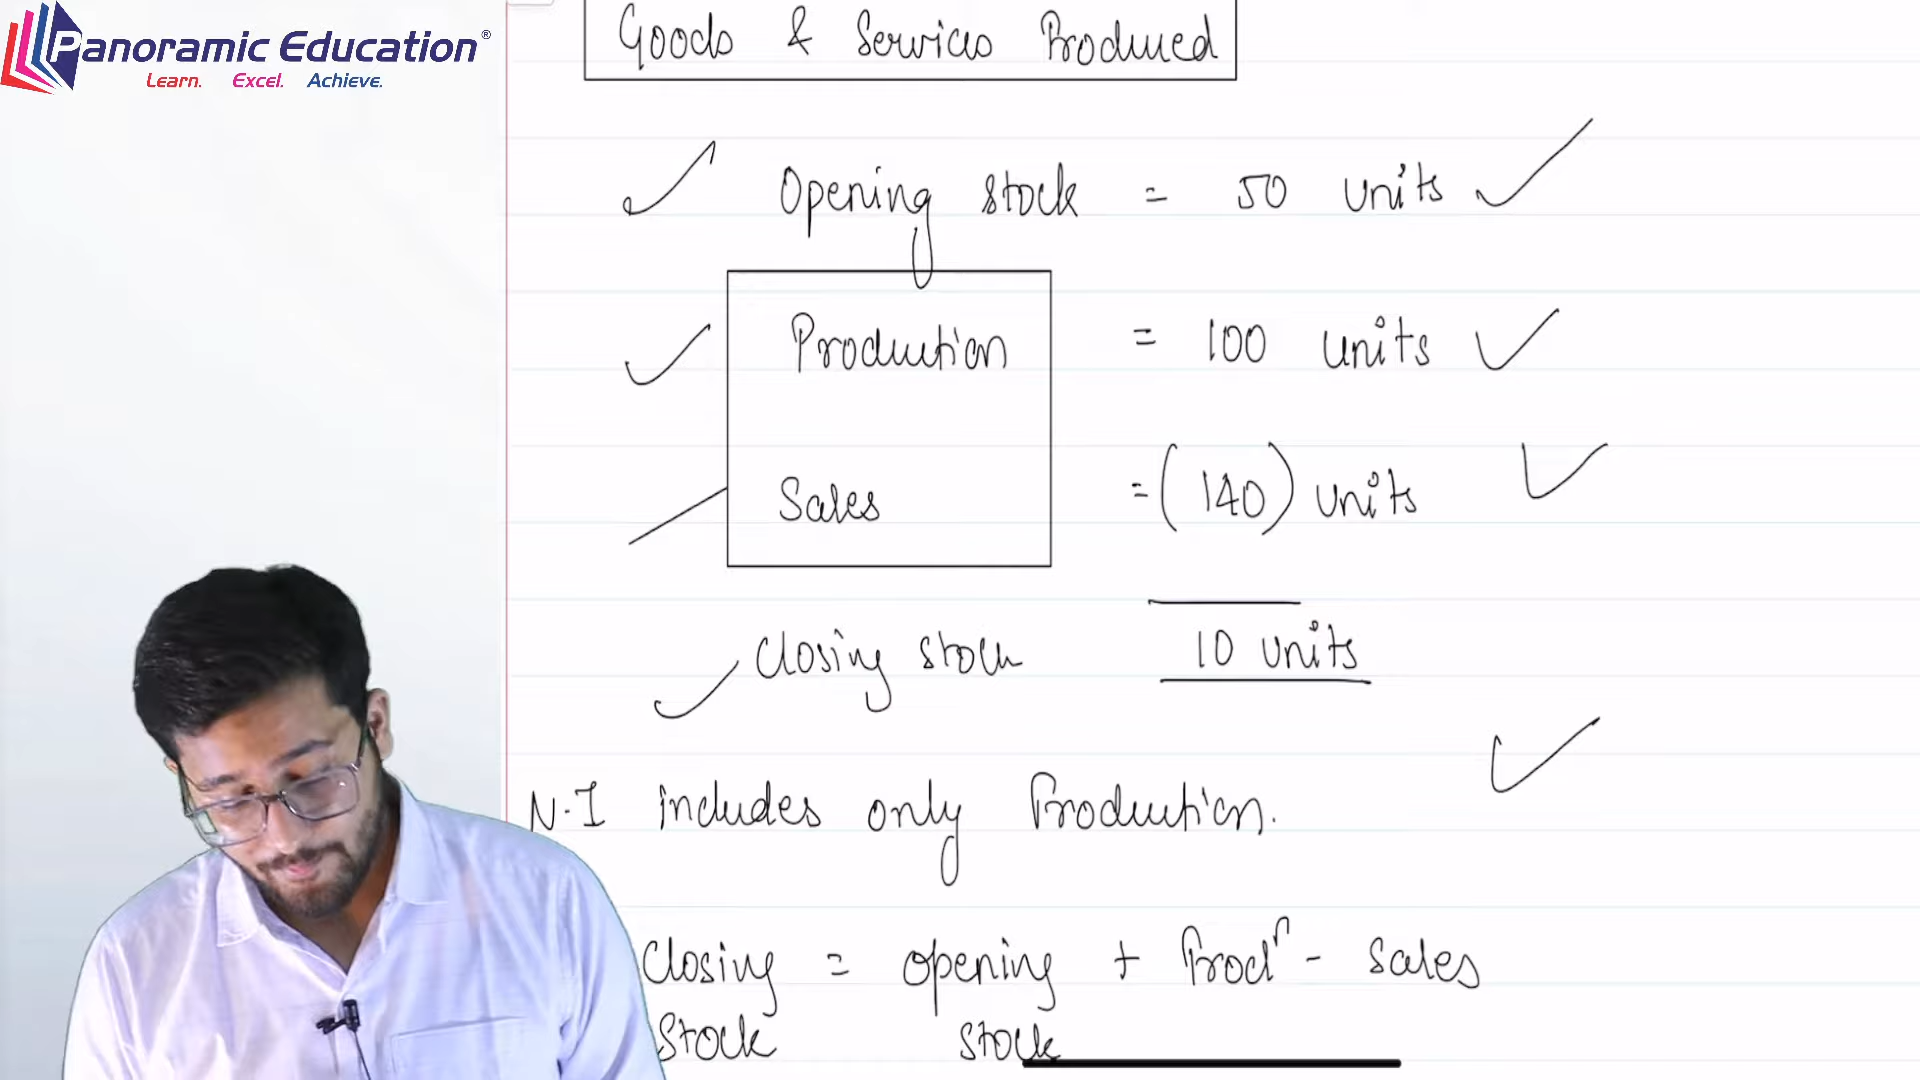 Panoramic Education®
Learn. Excel. Achieve.
Goods & Services Produced
Opening stock = 50 units
Production = 100 units
Sales = (140) units
Closing stock 10 units
N.I includes only Production.
Closing = opening + Prodn - Sales
Stock stock